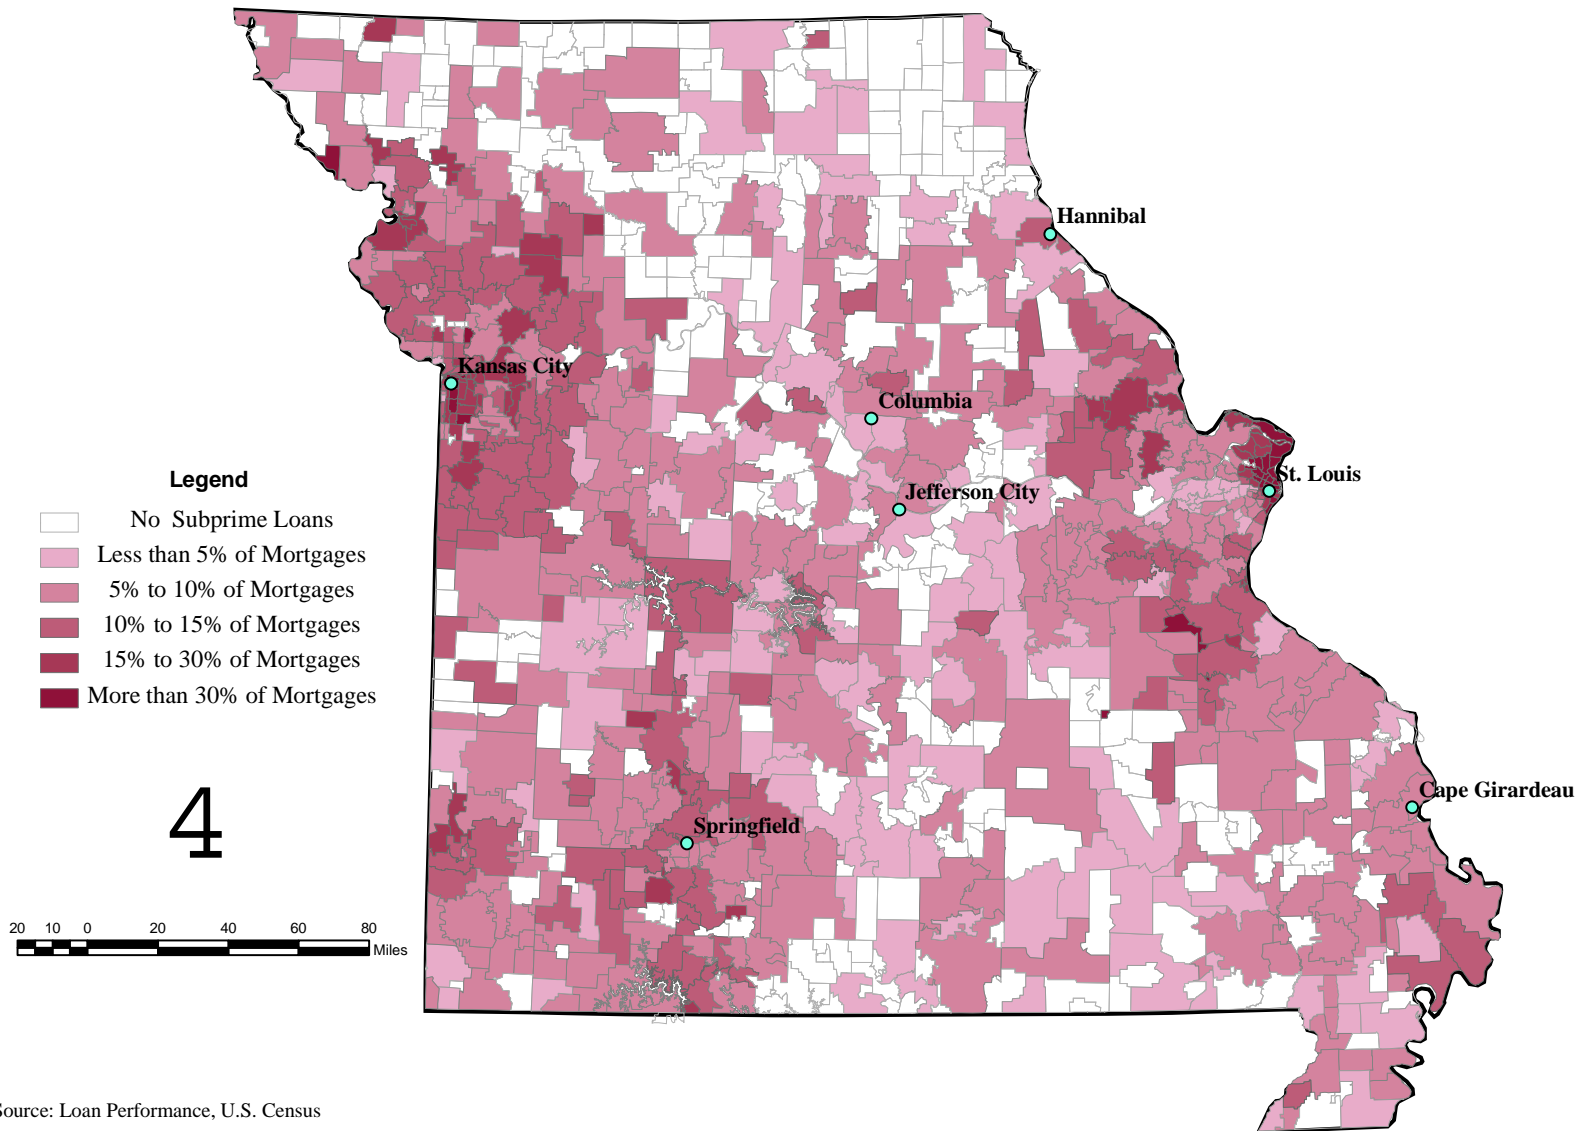 Hannibal
Kansas City
Columbia
St. Louis
Jefferson City
Legend
No Subprime Loans
Less than 5% of Mortgages
5% to 10% of Mortgages
10% to 15% of Mortgages
15% to 30% of Mortgages
More than 30% of Mortgages
4
Cape Girardeau
Springfield
20 10 0 20 40 60 80
Miles
Source: Loan Performance, U.S. Census